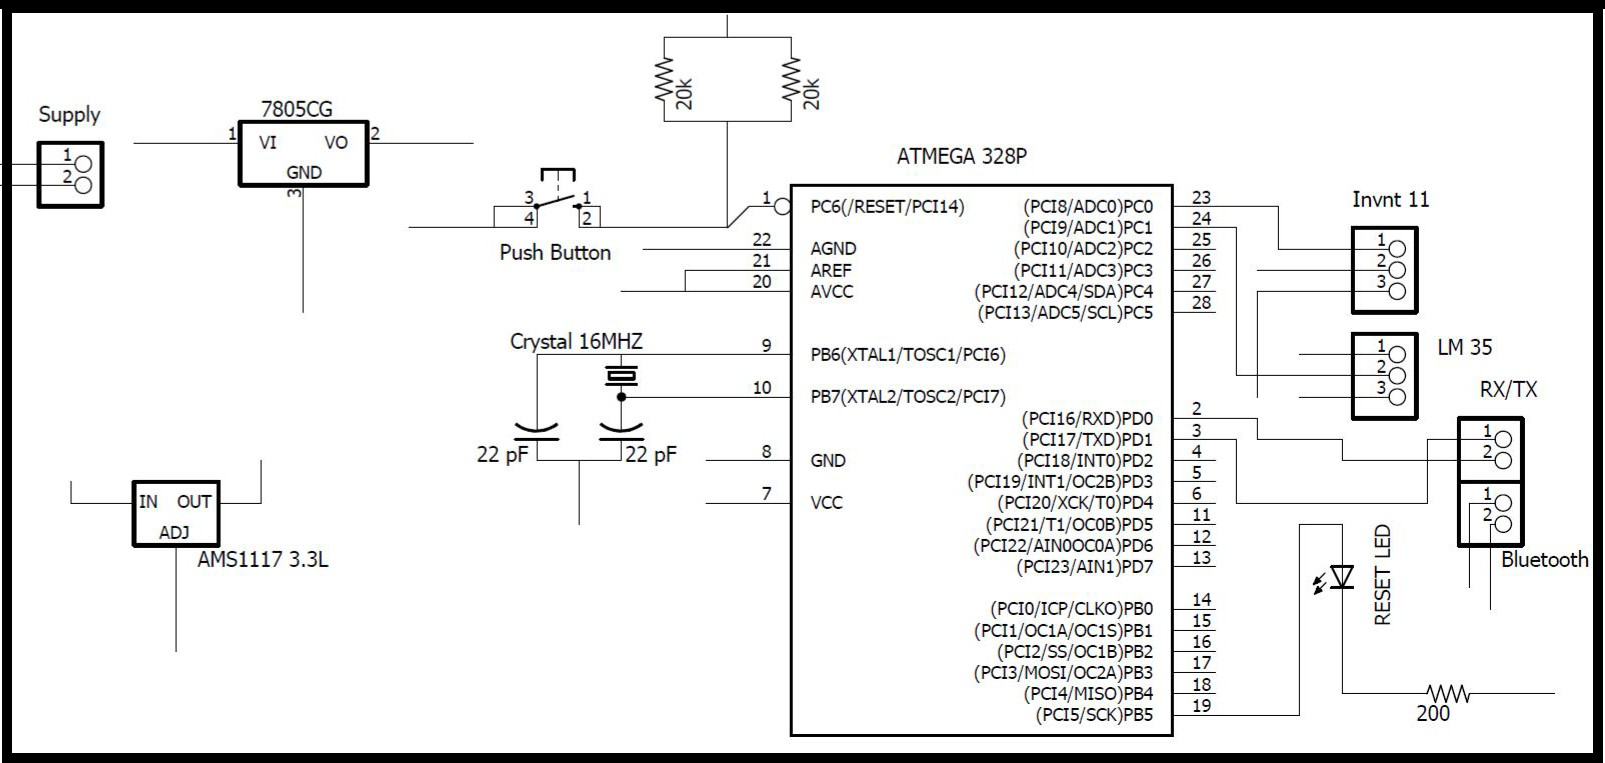 20k
20k
Supply
1
2
7805CG
1 VI VO 2
GND
3
3 1
4 2
Push Button
ATMEGA 328P
1 PC6(/RESET/PCI14)
22 AGND
21 AREF
20 AVCC
9 PB6(XTAL1/TOSC1/PCI6)
10 PB7(XTAL2/TOSC2/PCI7)
8 GND
7 VCC
(PCI8/ADC0)PC0 23
(PCI9/ADC1)PC1 24
(PCI10/ADC2)PC2 25
(PCI11/ADC3)PC3 26
(PCI12/ADC4/SDA)PC4 27
(PCI13/ADC5/SCL)PC5 28
(PCI16/RXD)PD0 2
(PCI17/TXD)PD1 3
(PCI18/INT0)PD2 4
(PCI19/INT1/OC2B)PD3 5
(PCI20/XCK/T0)PD4 6
(PCI21/T1/OC0B)PD5 11
(PCI22/AIN0OC0A)PD6 12
(PCI23/AIN1)PD7 13
(PCI0/ICP/CLKO)PB0 14
(PCI1/OC1A/OC1S)PB1 15
(PCI2/SS/OC1B)PB2 16
(PCI3/MOSI/OC2A)PB3 17
(PCI4/MISO)PB4 18
(PCI5/SCK)PB5 19
Crystal 16MHZ
22 pF 22 pF
IN OUT
ADJ
AMS1117 3.3L
Invnt 11
1
2
3
LM 35
1
2
3
RX/TX
1
2
1
2
Bluetooth
RESET LED
200